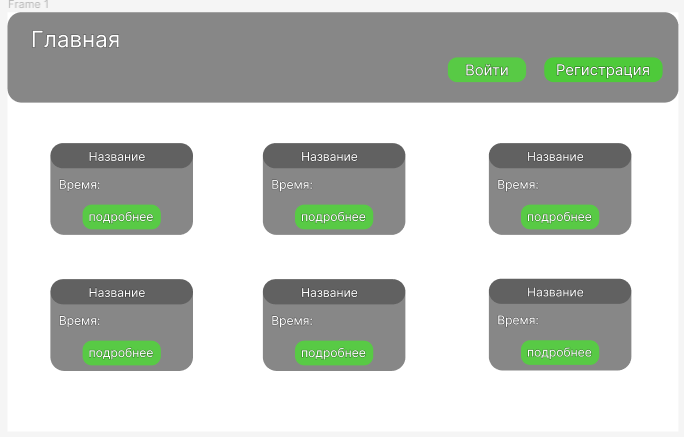 Frame 1
Главная
Войти
Регистрация
Название
Время:
подробнее
Название
Время:
подробнее
Название
Время:
подробнее
Название
Время:
подробнее
Название
Время:
подробнее
Название
Время:
подробнее